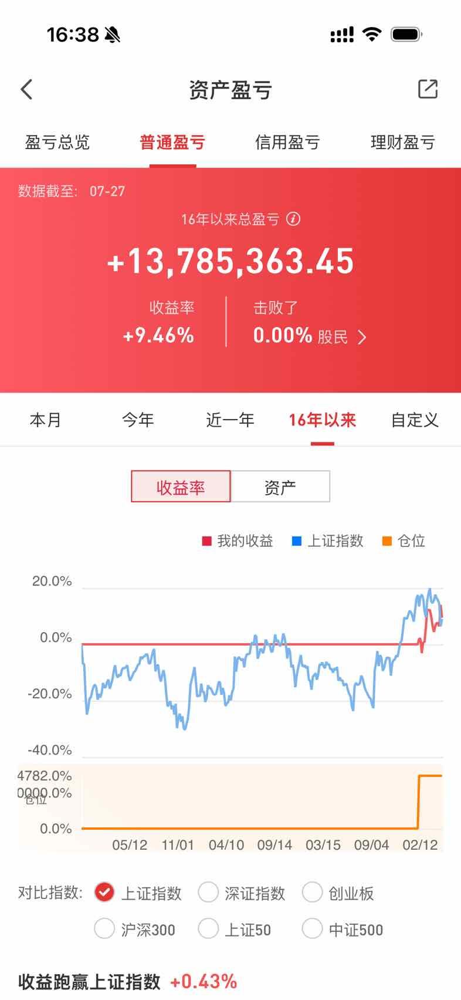 16:38
资产盈亏
盈亏总览 普通盈亏 信用盈亏 理财盈亏
数据截至: 07-27
16年以来总盈亏
+13,785,363.45
收益率 击败了
+9.46% 0.00% 股民
本月 今年 近一年 16年以来 自定义
收益率 资产
我的收益 上证指数 仓位
20.0%
0.0%
-20.0%
-40.0%
4782.0%
0000.0%
仓位
0.0%
05/12 11/01 04/10 09/14 03/15 09/04 02/12
对比指数: 上证指数 深证指数 创业板
沪深300 上证50 中证500
收益跑赢上证指数 +0.43%